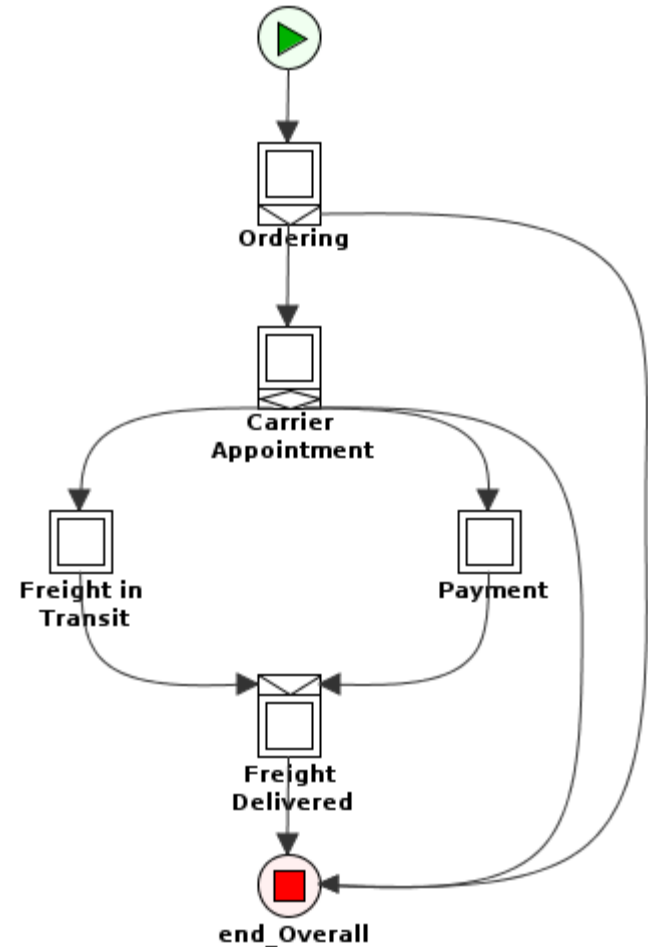 Ordering
Carrier
Appointment
Freight in
Transit
Payment
Freight
Delivered
end_Overall